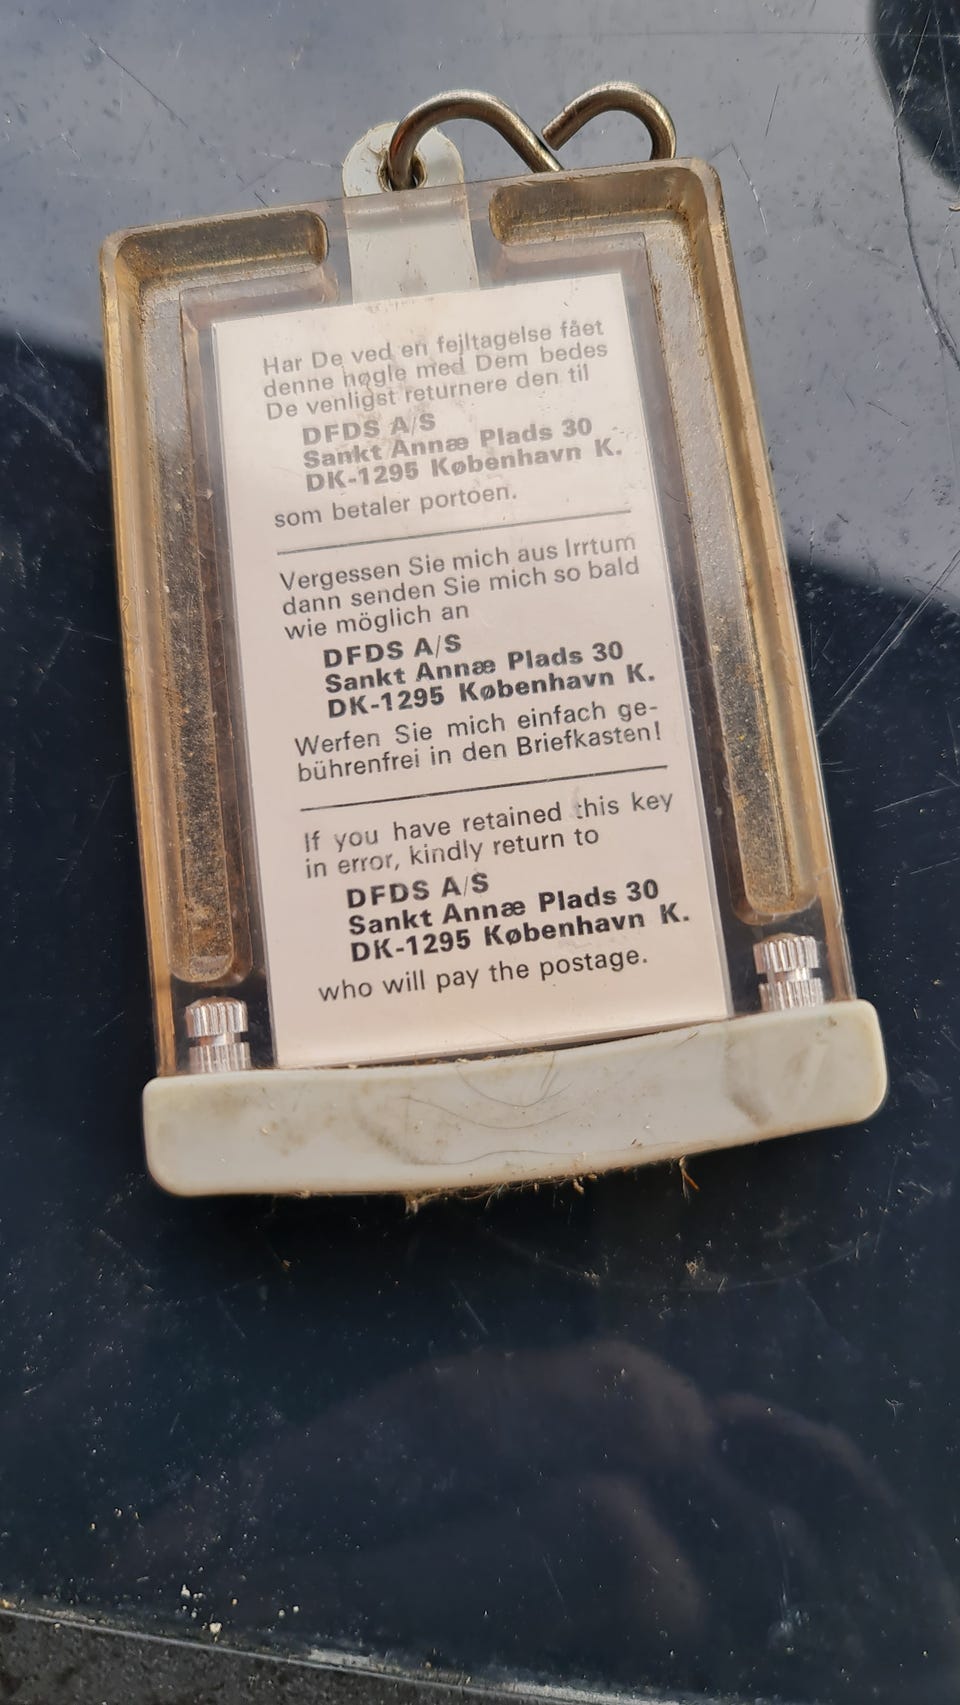 Har De ved en fejltagelse fået
denne nøgle med Dem bedes
De venligst returnere den til
DFDS A/S
Sankt Annæ Plads 30
DK-1295 København K.
som betaler portoen.
Vergessen Sie mich aus Irrtum
dann senden Sie mich so bald
wie möglich an
DFDS A/S
Sankt Annæ Plads 30
DK-1295 København K.
Werfen Sie mich einfach ge-
bührenfrei in den Briefkasten!
If you have retained this key
in error, kindly return to
DFDS A/S
Sankt Annæ Plads 30
DK-1295 København K.
who will pay the postage.